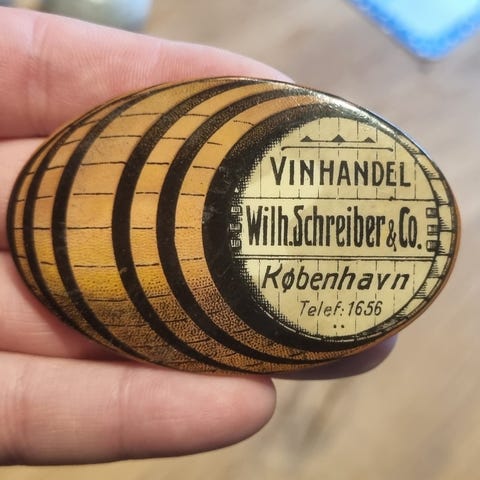 VINHANDEL
Wilh. Schreiber & Co.
København
Telef. 1656